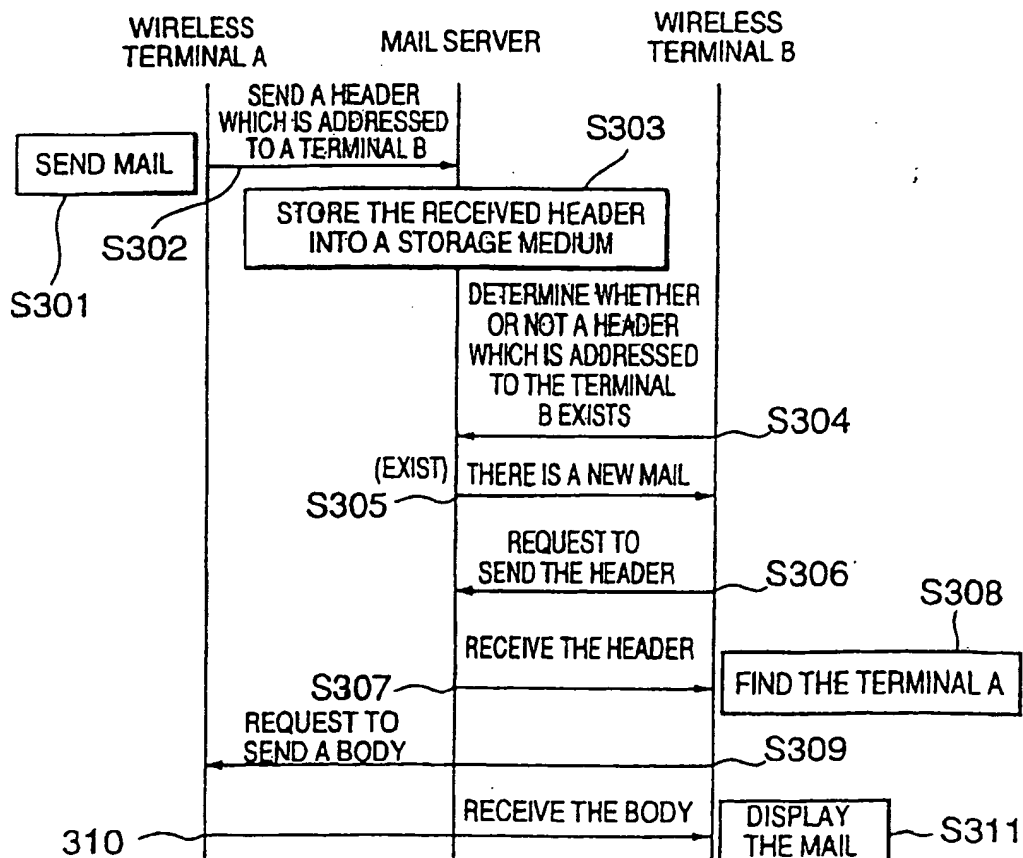 WIRELESS
TERMINAL A
MAIL SERVER
WIRELESS
TERMINAL B
SEND A HEADER
WHICH IS ADDRESSED
TO A TERMINAL B
S303
SEND MAIL
STORE THE RECEIVED HEADER
INTO A STORAGE MEDIUM
S302
S301
DETERMINE WHETHER
OR NOT A HEADER
WHICH IS ADDRESSED
TO THE TERMINAL
B EXISTS
S304
(EXIST)
THERE IS A NEW MAIL
S305
REQUEST TO
SEND THE HEADER
S306
S308
RECEIVE THE HEADER
FIND THE TERMINAL A
S307
REQUEST TO
SEND A BODY
S309
RECEIVE THE BODY
310
DISPLAY
THE MAIL
S311